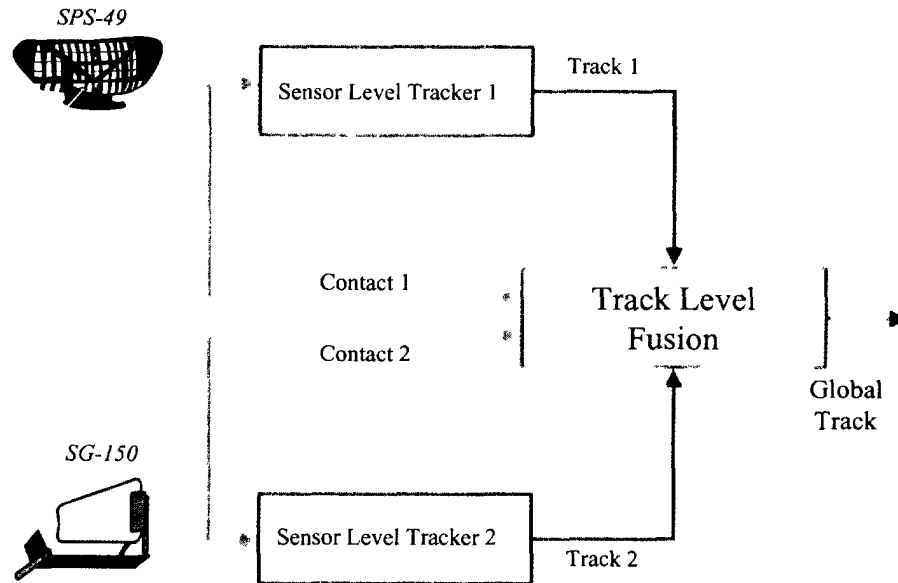 SPS-49
Track 1
Sensor Level Tracker 1
Contact 1
Track Level
Fusion
Contact 2
Global
Track
SG-150
Sensor Level Tracker 2
Track 2